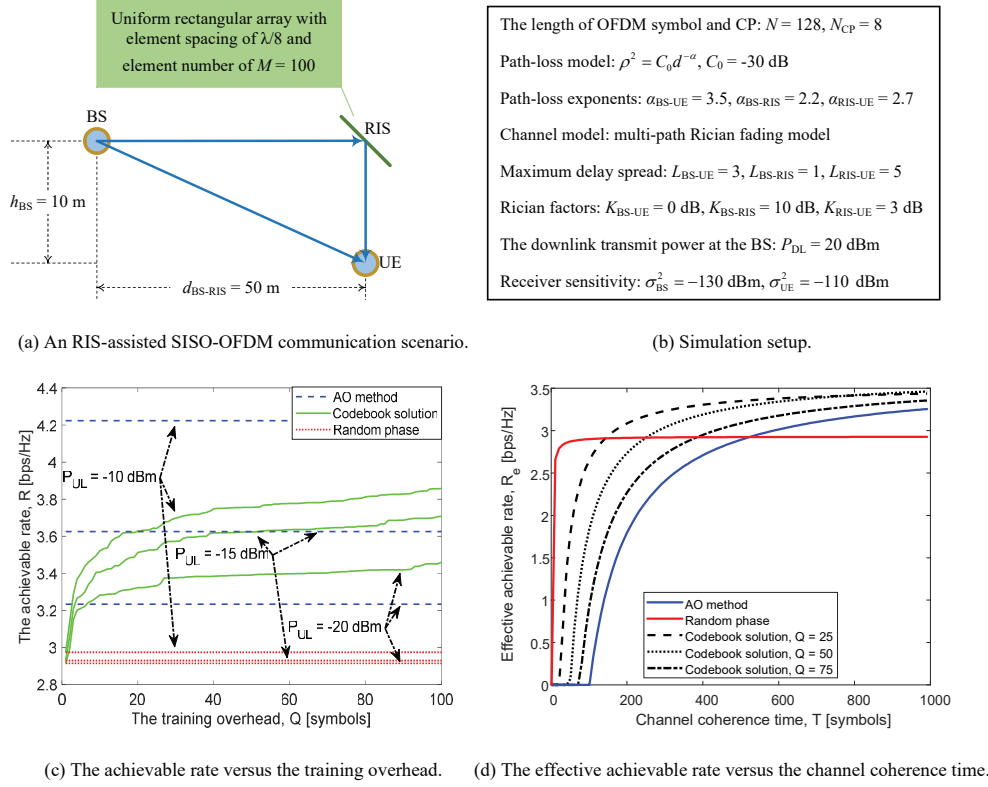 Uniform rectangular array with
element spacing of λ/8 and
element number of M = 100
BS
RIS
h_BS = 10 m
UE
d_BS-RIS = 50 m
(a) An RIS-assisted SISO-OFDM communication scenario.
The length of OFDM symbol and CP: N = 128, N_CP = 8
Path-loss model: ρ² = C₀d^−α, C₀ = -30 dB
Path-loss exponents: α_BS-UE = 3.5, α_BS-RIS = 2.2, α_RIS-UE = 2.7
Channel model: multi-path Rician fading model
Maximum delay spread: L_BS-UE = 3, L_BS-RIS = 1, L_RIS-UE = 5
Rician factors: K_BS-UE = 0 dB, K_BS-RIS = 10 dB, K_RIS-UE = 3 dB
The downlink transmit power at the BS: P_DL = 20 dBm
Receiver sensitivity: σ²_BS = −130 dBm, σ²_UE = −110 dBm
(b) Simulation setup.
4.4
4.2
4
3.8
3.6
3.4
3.2
3
2.8
The achievable rate, R [bps/Hz]
AO method
Codebook solution
Random phase
P_UL = -10 dBm
P_UL = -15 dBm
P_UL = -20 dBm
0 20 40 60 80 100
The training overhead, Q [symbols]
(c) The achievable rate versus the training overhead.
3.5
3
2.5
2
1.5
1
0.5
0
Effective achievable rate, R_e [bps/Hz]
AO method
Random phase
Codebook solution, Q = 25
Codebook solution, Q = 50
Codebook solution, Q = 75
0 200 400 600 800 1000
Channel coherence time, T [symbols]
(d) The effective achievable rate versus the channel coherence time.